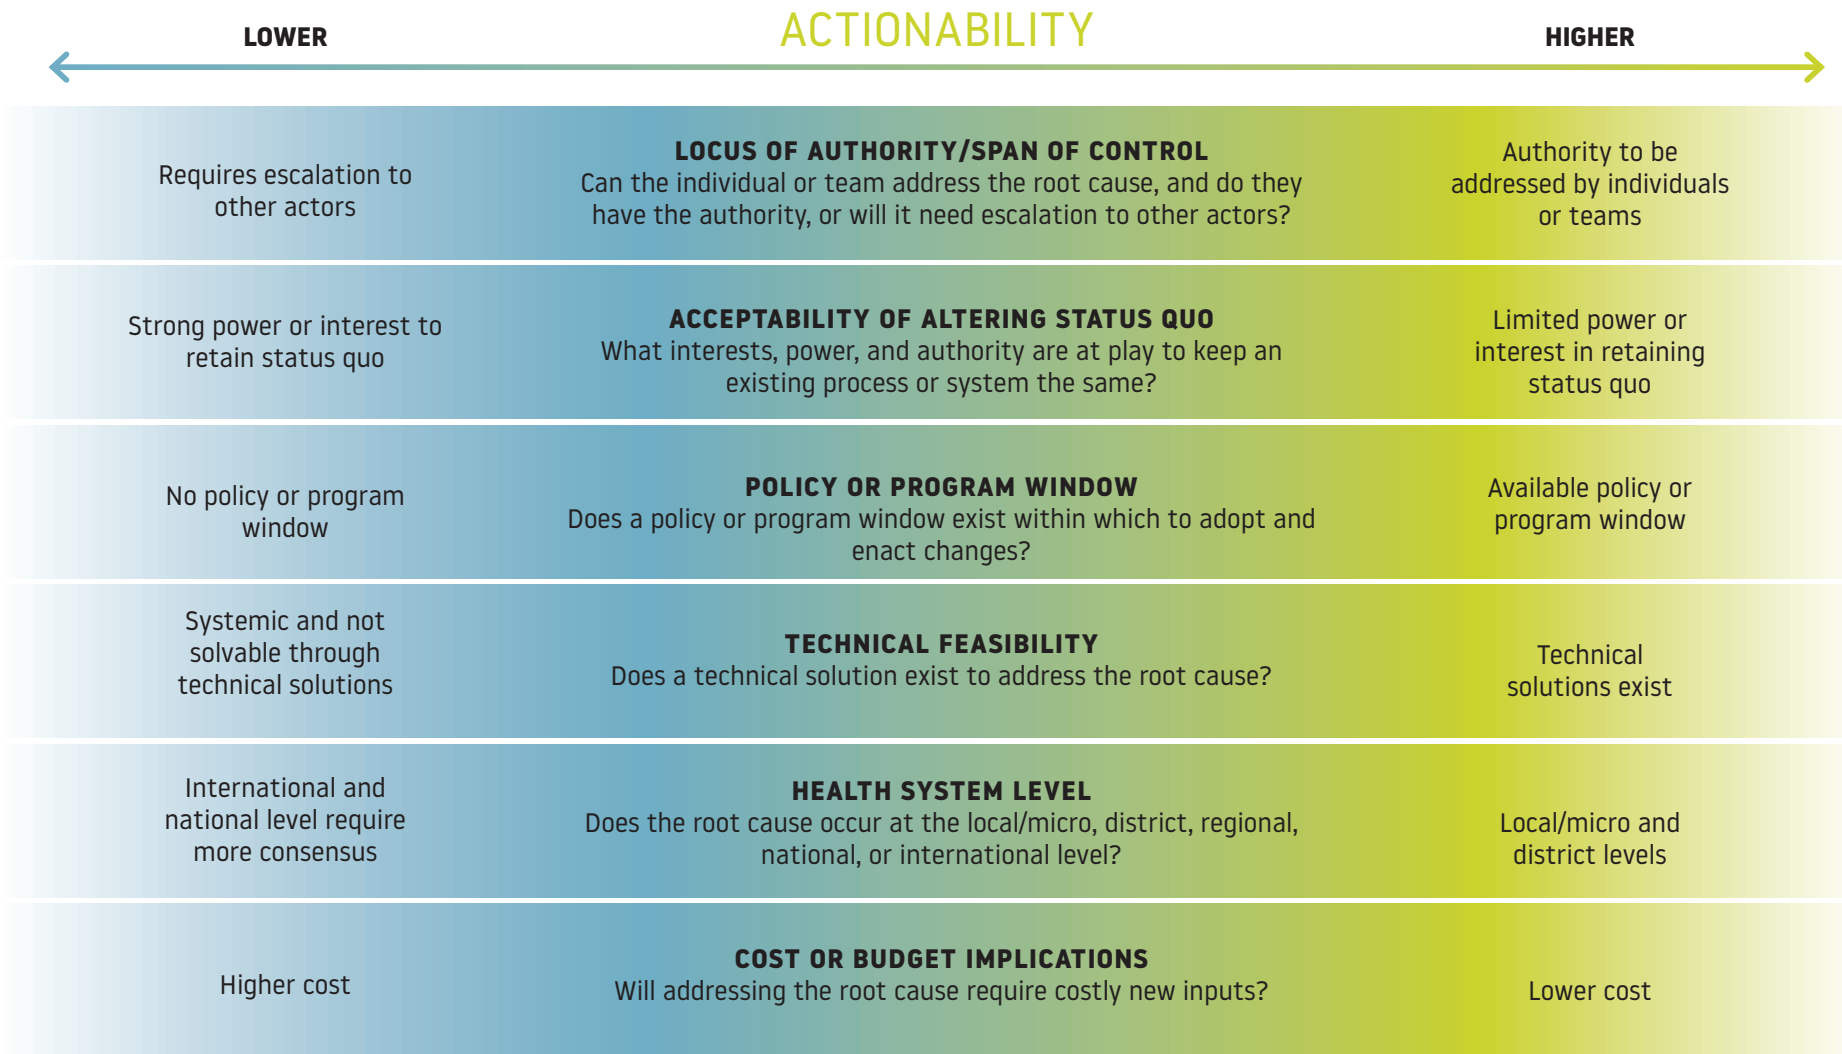 LOWER
ACTIONABILITY
HIGHER
Requires escalation to
other actors
LOCUS OF AUTHORITY/SPAN OF CONTROL
Can the individual or team address the root cause, and do they
have the authority, or will it need escalation to other actors?
Authority to be
addressed by individuals
or teams
Strong power or interest to
retain status quo
ACCEPTABILITY OF ALTERING STATUS QUO
What interests, power, and authority are at play to keep an
existing process or system the same?
Limited power or
interest in retaining
status quo
No policy or program
window
POLICY OR PROGRAM WINDOW
Does a policy or program window exist within which to adopt and
enact changes?
Available policy or
program window
Systemic and not
solvable through
technical solutions
TECHNICAL FEASIBILITY
Does a technical solution exist to address the root cause?
Technical
solutions exist
International and
national level require
more consensus
HEALTH SYSTEM LEVEL
Does the root cause occur at the local/micro, district, regional,
national, or international level?
Local/micro and
district levels
Higher cost
COST OR BUDGET IMPLICATIONS
Will addressing the root cause require costly new inputs?
Lower cost